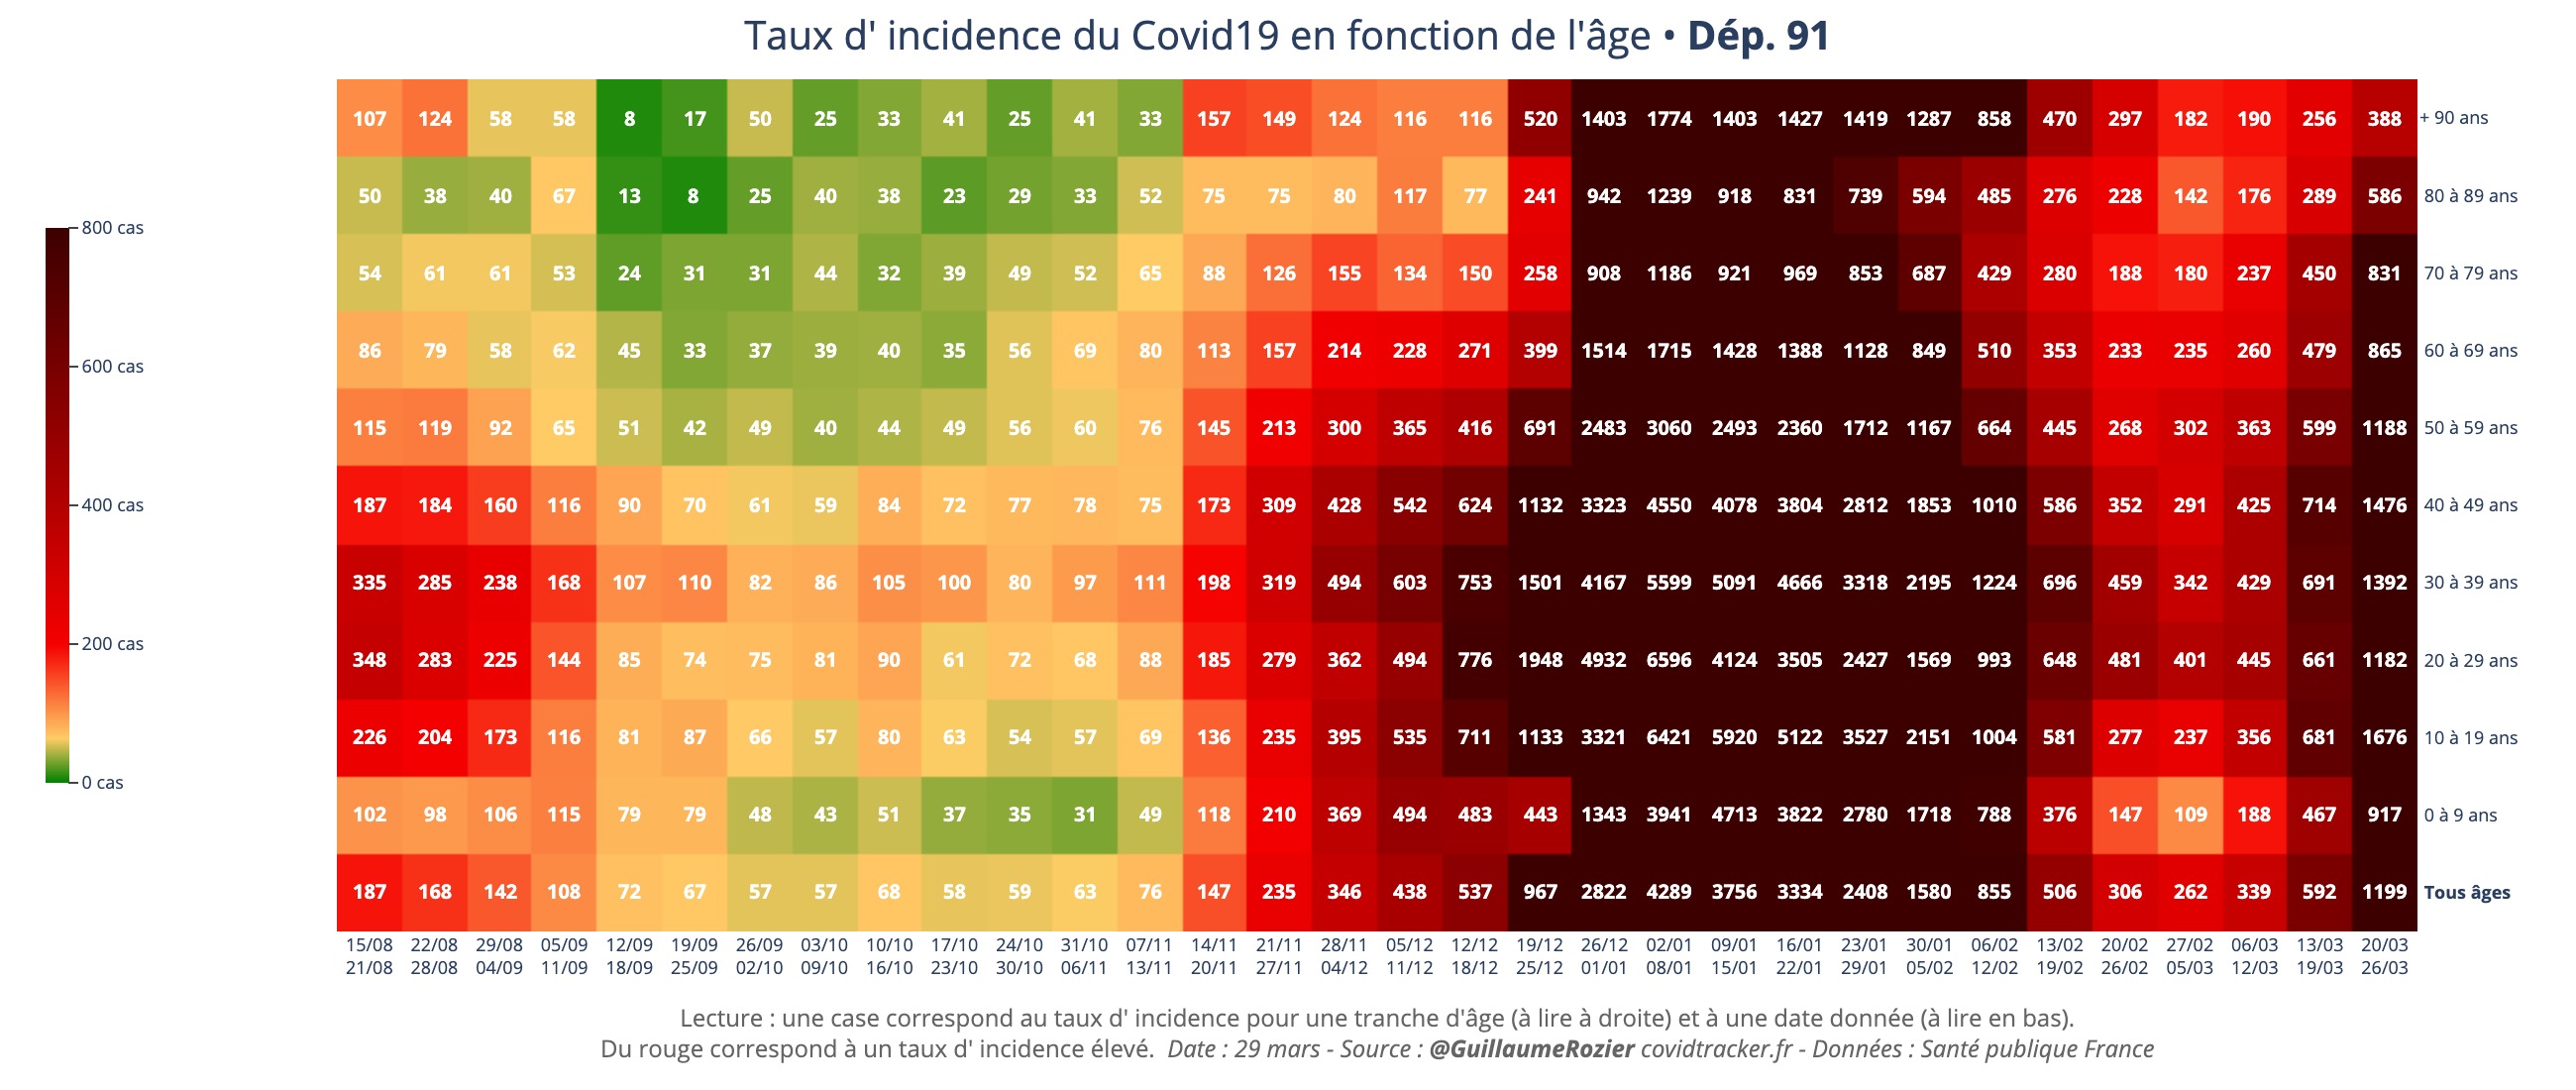 Taux d' incidence du Covid19 en fonction de l'âge • Dép. 91
800 cas
600 cas
400 cas
200 cas
0 cas
107 124 58 58 8 17 50 25 33 41 25 41 33 157 149 124 116 116 520 1403 1774 1403 1427 1419 1287 858 470 297 182 190 256 388 + 90 ans
50 38 40 67 13 8 25 40 38 23 29 33 52 75 75 80 117 77 241 942 1239 918 831 739 594 485 276 228 142 176 289 586 80 à 89 ans
54 61 61 53 24 31 31 44 32 39 49 52 65 88 126 155 134 150 258 908 1186 921 969 853 687 429 280 188 180 237 450 831 70 à 79 ans
86 79 58 62 45 33 37 39 40 35 56 69 80 113 157 214 228 271 399 1514 1715 1428 1388 1128 849 510 353 233 235 260 479 865 60 à 69 ans
115 119 92 65 51 42 49 40 44 49 56 60 76 145 213 300 365 416 691 2483 3060 2493 2360 1712 1167 664 445 268 302 363 599 1188 50 à 59 ans
187 184 160 116 90 70 61 59 84 72 77 78 75 173 309 428 542 624 1132 3323 4550 4078 3804 2812 1853 1010 586 352 291 425 714 1476 40 à 49 ans
335 285 238 168 107 110 82 86 105 100 80 97 111 198 319 494 603 753 1501 4167 5599 5091 4666 3318 2195 1224 696 459 342 429 691 1392 30 à 39 ans
348 283 225 144 85 74 75 81 90 61 72 68 88 185 279 362 494 776 1948 4932 6596 4124 3505 2427 1569 993 648 481 401 445 661 1182 20 à 29 ans
226 204 173 116 81 87 66 57 80 63 54 57 69 136 235 395 535 711 1133 3321 6421 5920 5122 3527 2151 1004 581 277 237 356 681 1676 10 à 19 ans
102 98 106 115 79 79 48 43 51 37 35 31 49 118 210 369 494 483 443 1343 3941 4713 3822 2780 1718 788 376 147 109 188 467 917 0 à 9 ans
187 168 142 108 72 67 57 57 68 58 59 63 76 147 235 346 438 537 967 2822 4289 3756 3334 2408 1580 855 506 306 262 339 592 1199 Tous âges
15/08 22/08 29/08 05/09 12/09 19/09 26/09 03/10 10/10 17/10 24/10 31/10 07/11 14/11 21/11 28/11 05/12 12/12 19/12 26/12 02/01 09/01 16/01 23/01 30/01 06/02 13/02 20/02 27/02 06/03 13/03 20/03
21/08 28/08 04/09 11/09 18/09 25/09 02/10 09/10 16/10 23/10 30/10 06/11 13/11 20/11 27/11 04/12 11/12 18/12 25/12 01/01 08/01 15/01 22/01 29/01 05/02 12/02 19/02 26/02 05/03 12/03 19/03 26/03
Lecture : une case correspond au taux d' incidence pour une tranche d'âge (à lire à droite) et à une date donnée (à lire en bas).
Du rouge correspond à un taux d' incidence élevé. Date : 29 mars - Source : @GuillaumeRozier covidtracker.fr - Données : Santé publique France